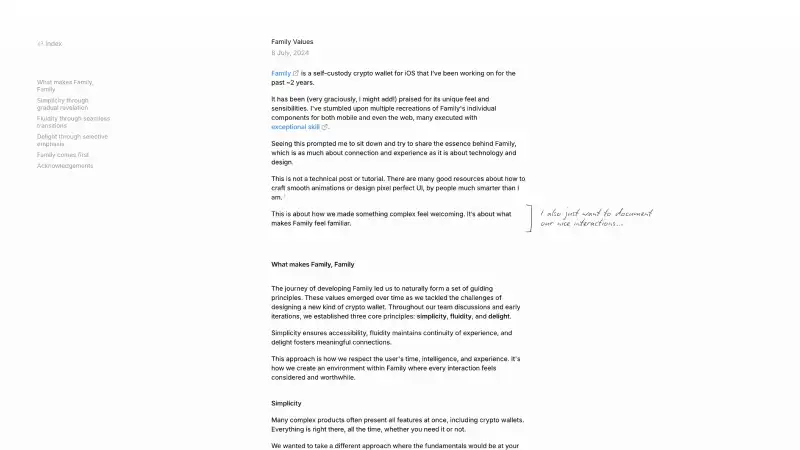 Index
What makes Family,
Family
Simplicity through
gradual revelation
Fluidity through seamless
transitions
Delight through selective
emphasis
Family comes first
Acknowledgements
Family Values
8 July, 2024
Family is a self-custody crypto wallet for iOS that I've been working on for the
past ~2 years.
It has been (very graciously, I might add!) praised for its unique feel and
sensibilities. I've stumbled upon multiple recreations of Family's individual
components for both mobile and even the web, many executed with
exceptional skill.
Seeing this prompted me to sit down and try to share the essence behind Family,
which is as much about connection and experience as it is about technology and
design.
This is not a technical post or tutorial. There are many good resources about how to
craft smooth animations or design pixel perfect UI, by people much smarter than I
am.
This is about how we made something complex feel welcoming. It's about what
makes Family feel familiar.
I also just want to document
our nice interactions...
What makes Family, Family
The journey of developing Family led us to naturally form a set of guiding
principles. These values emerged over time as we tackled the challenges of
designing a new kind of crypto wallet. Throughout our team discussions and early
iterations, we established three core principles: simplicity, fluidity, and delight.
Simplicity ensures accessibility, fluidity maintains continuity of experience, and
delight fosters meaningful connections.
This approach is how we respect the user's time, intelligence, and experience. It's
how we create an environment within Family where every interaction feels
considered and worthwhile.
Simplicity
Many complex products often present all features at once, including crypto wallets.
Everything is right there, all the time, whether you need it or not.
We wanted to take a different approach where the fundamentals would be at your